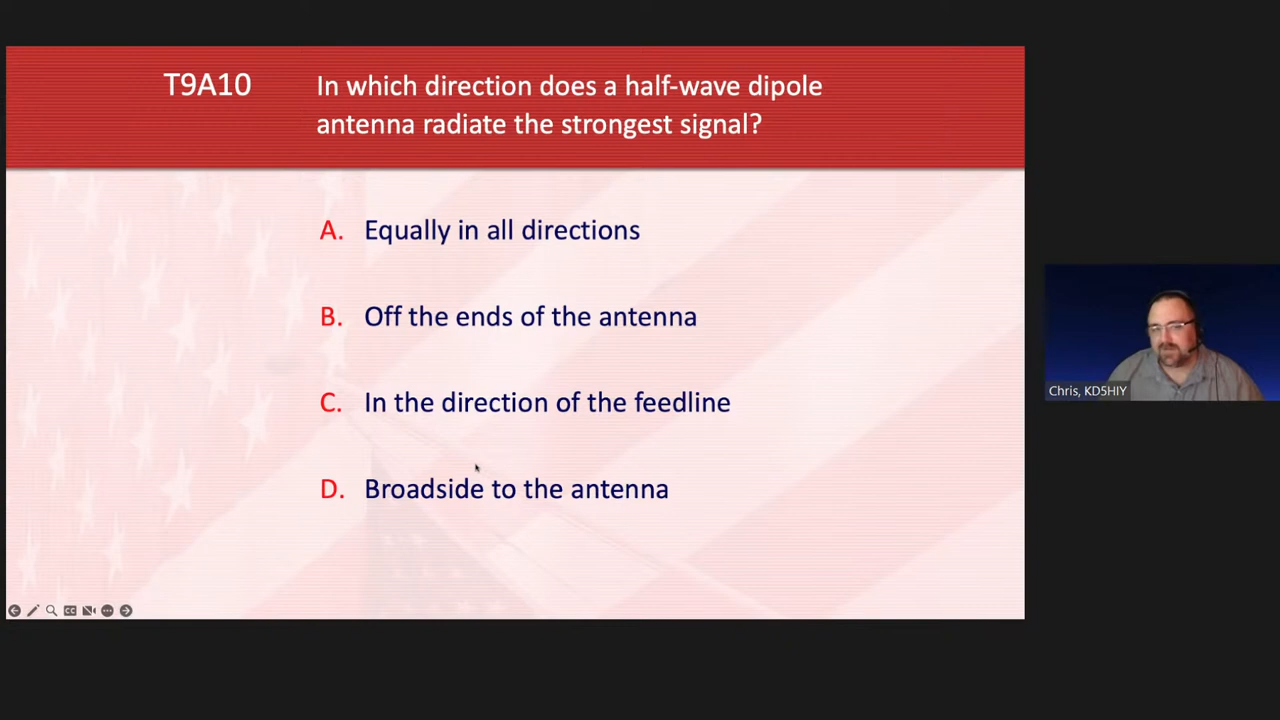 T9A10
In which direction does a half-wave dipole
antenna radiate the strongest signal?
A. Equally in all directions
B. Off the ends of the antenna
C. In the direction of the feedline
D. Broadside to the antenna
Chris, KD5HIY
CC